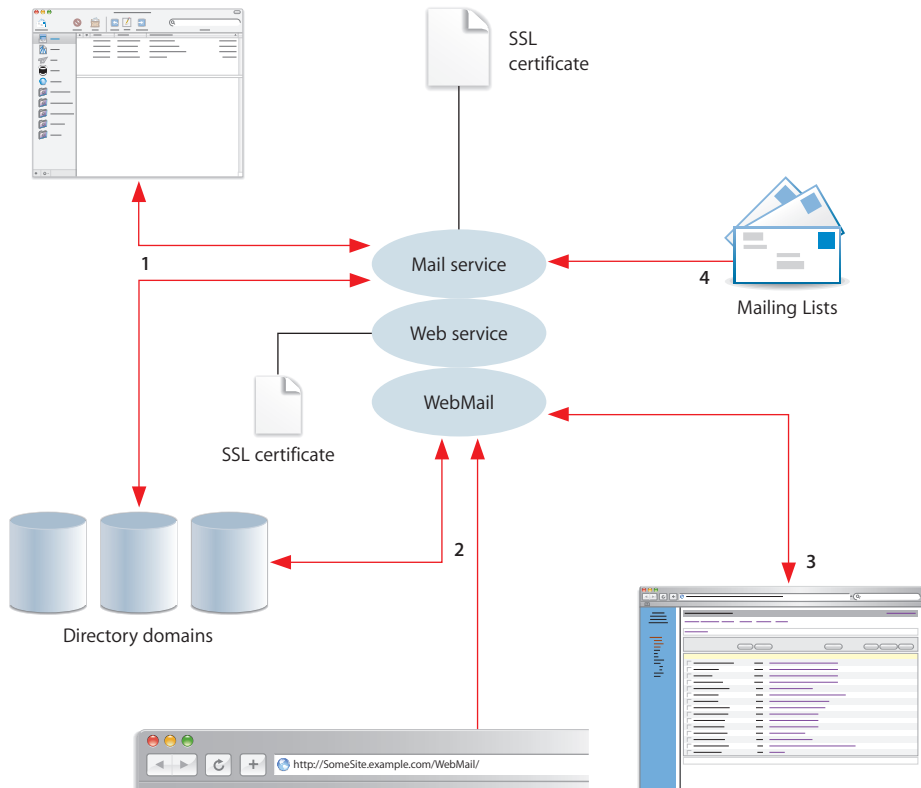 SSL
certificate
1
Mail service
4
Mailing Lists
Web service
WebMail
SSL certificate
2
3
Directory domains
http://SomeSite.example.com/WebMail/